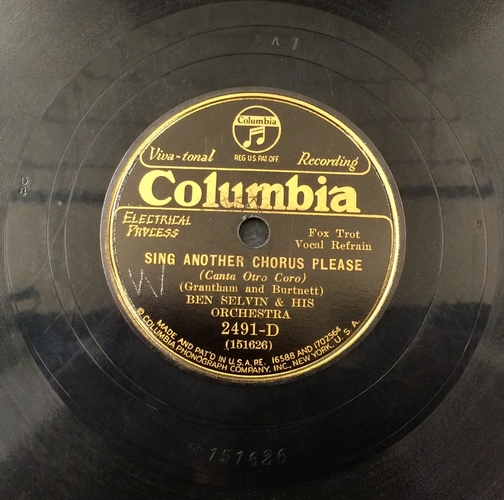 A 1
Columbia
Viva-tonal REG. U.S. PAT. OFF. Recording
Columbia
ELECTRICAL
PROCESS
Fox Trot
Vocal Refrain
SING ANOTHER CHORUS PLEASE
(Canta Otro Coro)
(Grantham and Burtnett)
BEN SELVIN & HIS
ORCHESTRA
2491-D
(151626)
W
MADE AND PAT'D IN U.S.A. RE. 16588 AND 1702564
© COLUMBIA PHONOGRAPH COMPANY, INC., NEW YORK, U.S.A.
151626